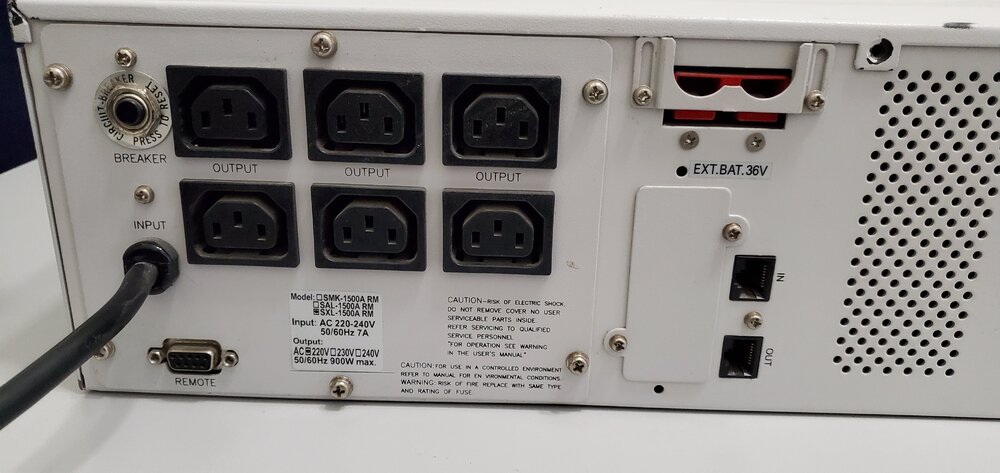 CIRCUIT-BREAKER
PRESS TO RESET
BREAKER
OUTPUT
OUTPUT
OUTPUT
EXT.BAT.36V
INPUT
IN
OUT
REMOTE
Model: SMK-1500A RM
SAL-1500A RM
SXL-1500A RM
Input: AC 220-240V
50/60Hz 7A
Output:
AC 220V 230V 240V
50/60Hz 900W max.
CAUTION-RISK OF ELECTRIC SHOCK.
DO NOT REMOVE COVER NO USER
SERVICEABLE PARTS INSIDE.
REFER SERVICING TO QUALIFIED
SERVICE PERSONNEL
"FOR OPERATION SEE WARNING
IN THE USER'S MANUAL"
CAUTION: FOR USE IN A CONTROLLED ENVIRONMENT
REFER TO MANUAL FOR EN VIRONMENTAL CONDITIONS.
WARNING: RISK OF FIRE REPLACE WITH SAME TYPE
AND RATING OF FUSE.